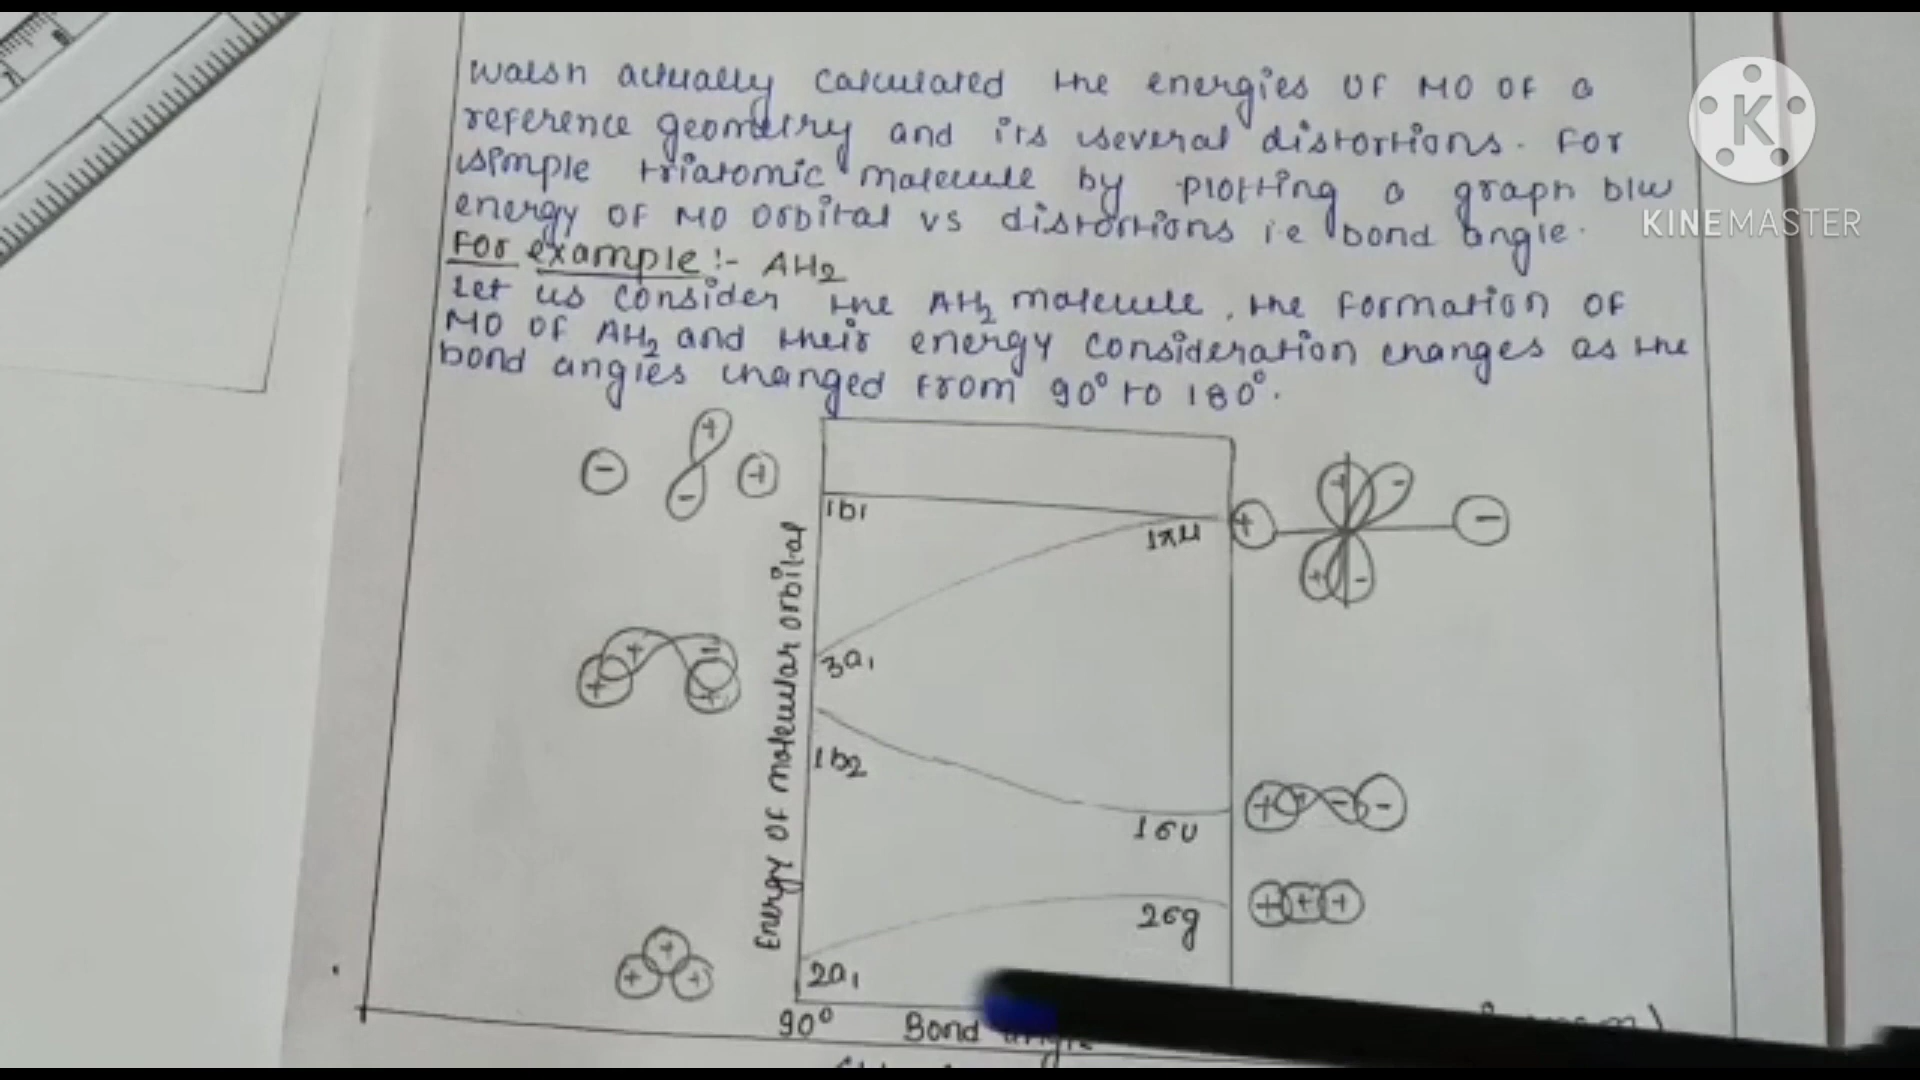 Walsh actually calculated the energies OF MO OF a
reference geometry and its several distortions. For
simple triatomic molecule by plotting a graph b/w
energy OF MO orbital vs distortions i.e bond angle.
For example :- AH2
Let us consider the AH2 molecule, the formation OF
MO OF AH2 and their energy consideration changes as the
bond angles changed from 90° to 180°.
K
KINEMASTER
Energy OF molecular orbital
1b1
1πu
3a1
1b2
1σu
2σg
2a1
90° Bond angle